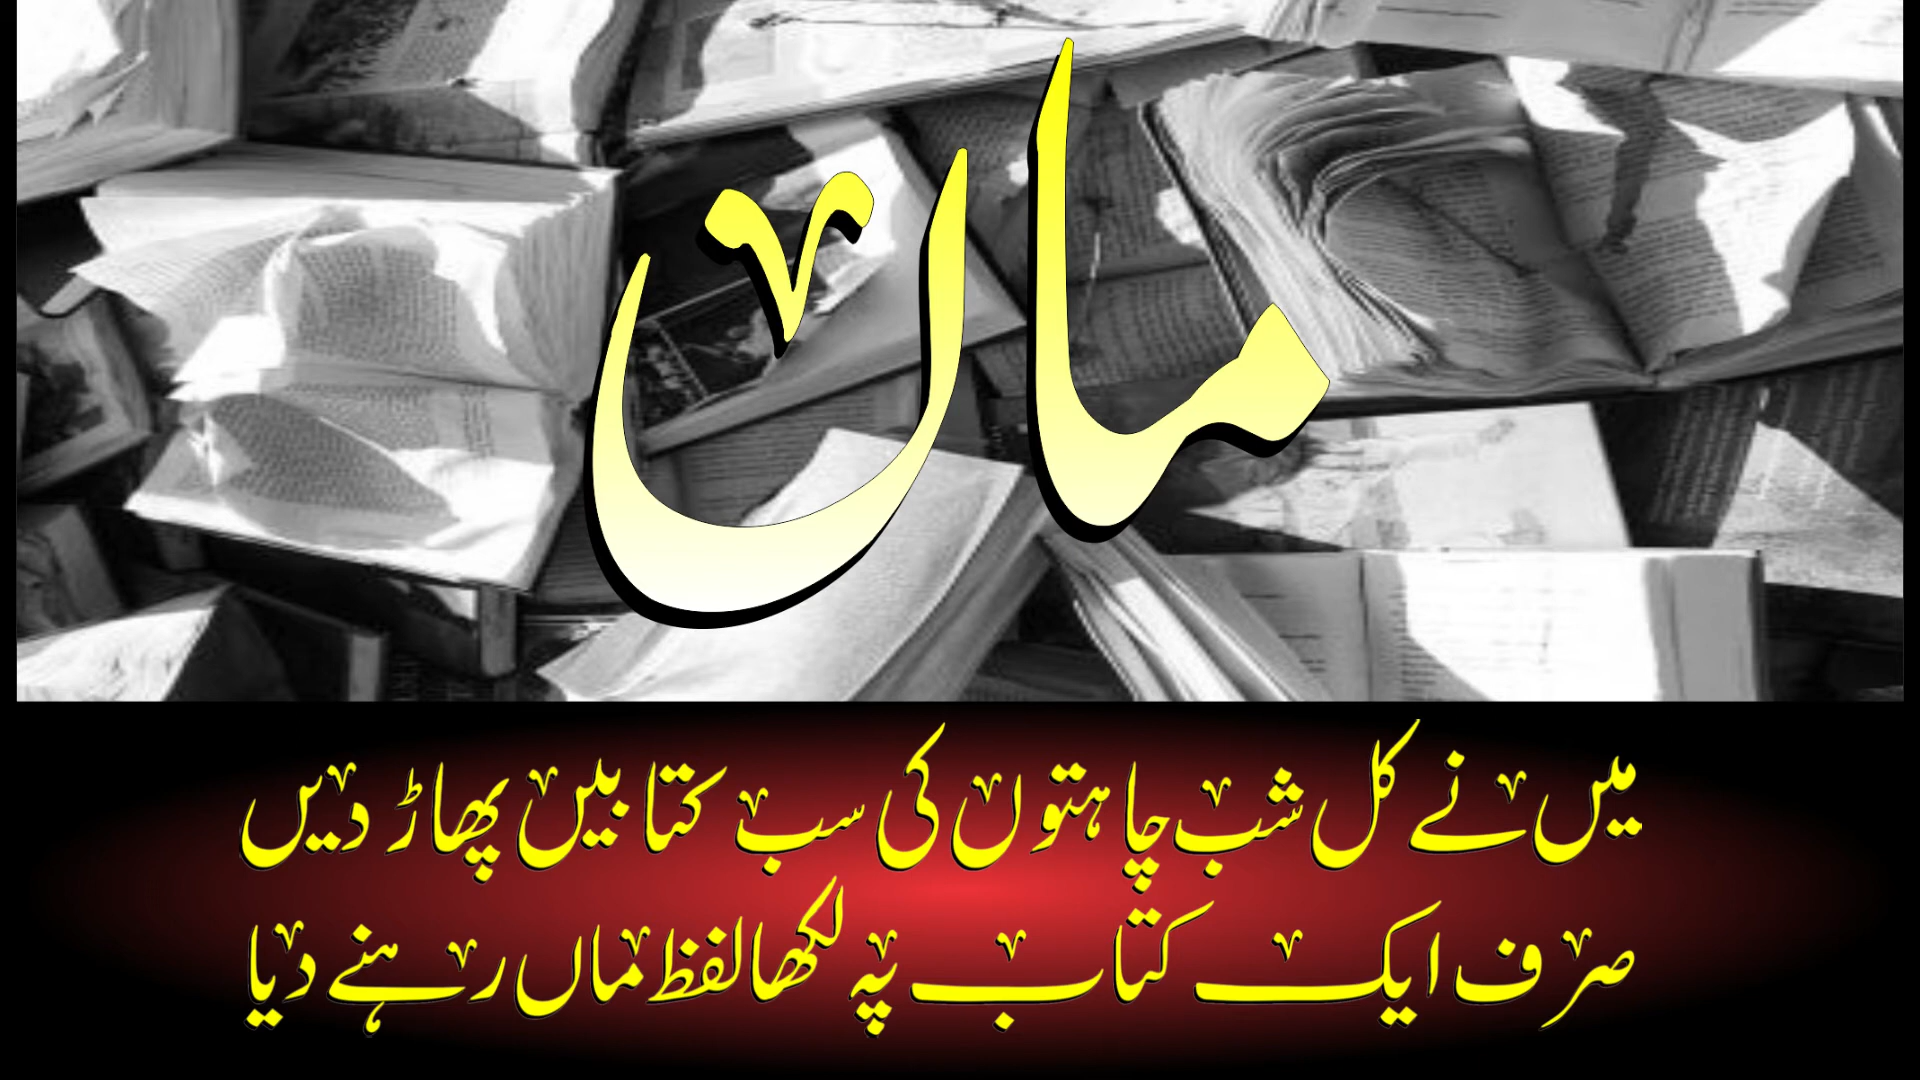 ماں
میں نے کل شب چاہتوں کی سب کتابیں پھاڑ دیں
صرف ایک کتاب پہ لکھا لفظ ماں رہنے دیا